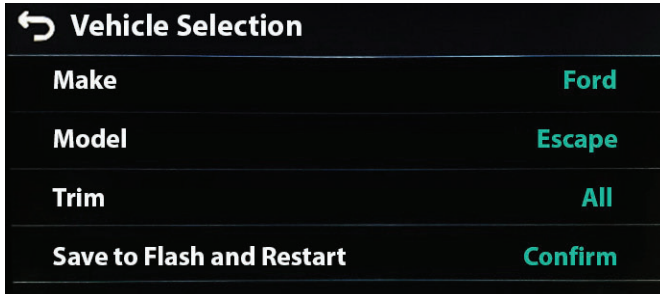 Vehicle Selection
Make Ford
Model Escape
Trim All
Save to Flash and Restart Confirm